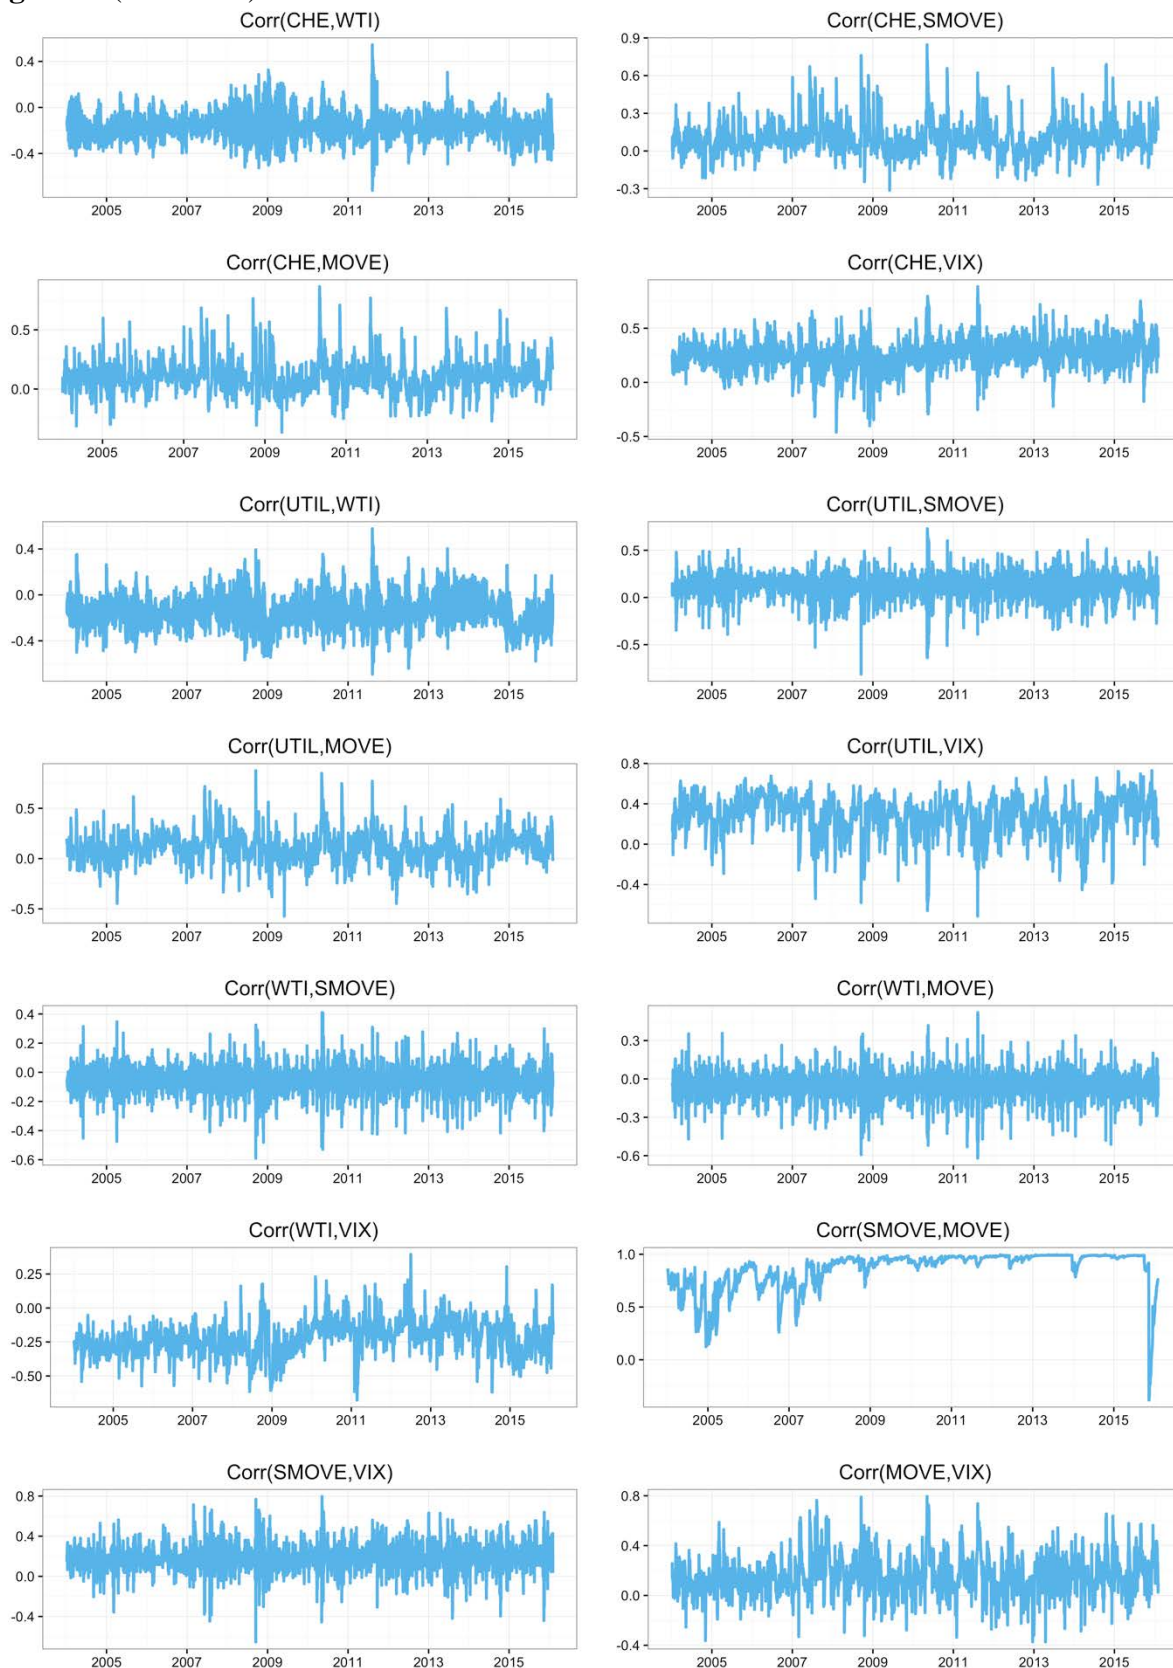 Corr(CHE,WTI)
0.4
0.0
-0.4
2005 2007 2009 2011 2013 2015
Corr(CHE,SMOVE)
0.9
0.6
0.3
0.0
-0.3
2005 2007 2009 2011 2013 2015
Corr(CHE,MOVE)
0.5
0.0
2005 2007 2009 2011 2013 2015
Corr(CHE,VIX)
0.5
0.0
-0.5
2005 2007 2009 2011 2013 2015
Corr(UTIL,WTI)
0.4
0.0
-0.4
2005 2007 2009 2011 2013 2015
Corr(UTIL,SMOVE)
0.5
0.0
-0.5
2005 2007 2009 2011 2013 2015
Corr(UTIL,MOVE)
0.5
0.0
-0.5
2005 2007 2009 2011 2013 2015
Corr(UTIL,VIX)
0.8
0.4
0.0
-0.4
2005 2007 2009 2011 2013 2015
Corr(WTI,SMOVE)
0.4
0.2
0.0
-0.2
-0.4
-0.6
2005 2007 2009 2011 2013 2015
Corr(WTI,MOVE)
0.3
0.0
-0.3
-0.6
2005 2007 2009 2011 2013 2015
Corr(WTI,VIX)
0.25
0.00
-0.25
-0.50
2005 2007 2009 2011 2013 2015
Corr(SMOVE,MOVE)
1.0
0.5
0.0
2005 2007 2009 2011 2013 2015
Corr(SMOVE,VIX)
0.8
0.4
0.0
-0.4
2005 2007 2009 2011 2013 2015
Corr(MOVE,VIX)
0.8
0.4
0.0
-0.4
2005 2007 2009 2011 2013 2015